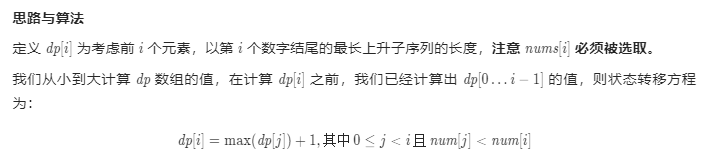 思路与算法
定义 dp[i] 为考虑前 i 个元素，以第 i 个数字结尾的最长上升子序列的长度，注意 nums[i] 必须被选取。
我们从小到大计算 dp 数组的值，在计算 dp[i] 之前，我们已经计算出 dp[0…i−1] 的值，则状态转移方程
为：
dp[i] = max(dp[j]) + 1, 其中 0 ≤ j < i 且 num[j] < num[i]